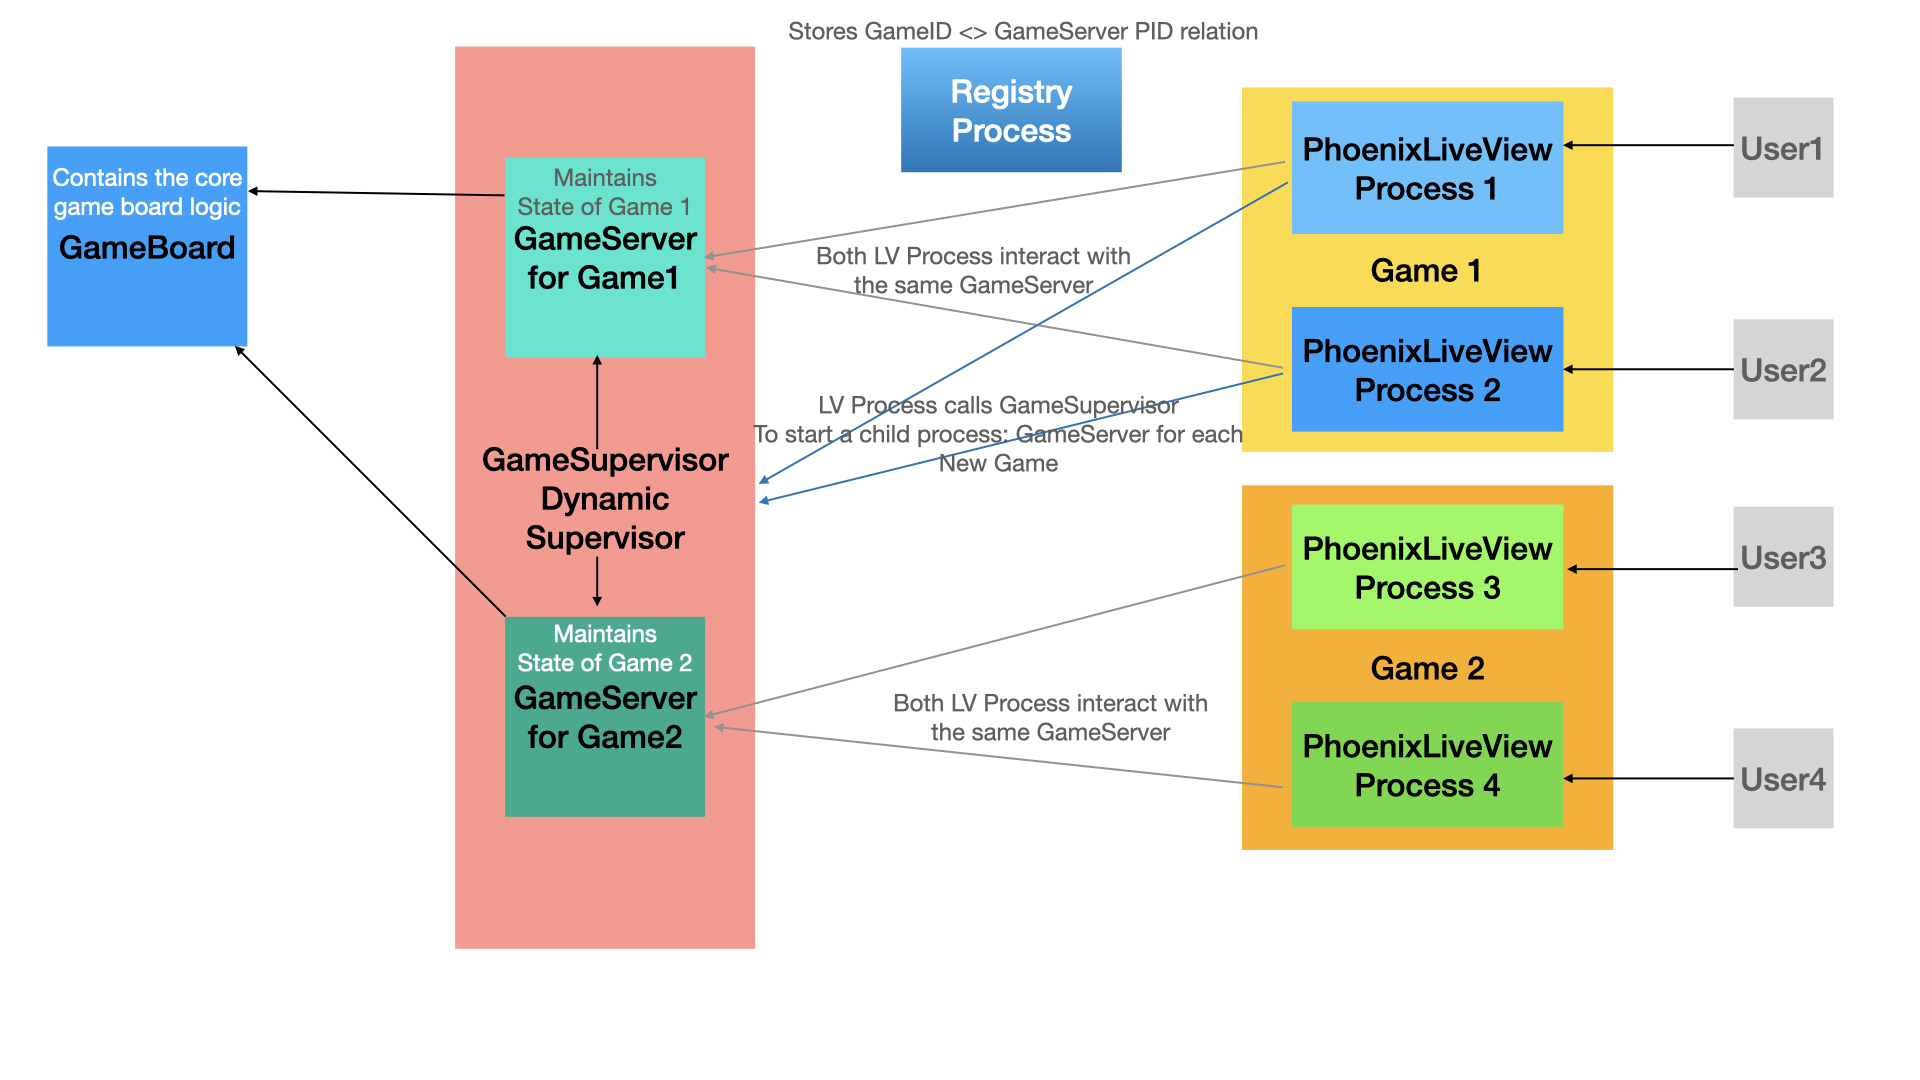 Stores GameID <> GameServer PID relation
Registry
Process
Contains the core
game board logic
GameBoard
Maintains
State of Game 1
GameServer
for Game1
GameSupervisor
Dynamic
Supervisor
Maintains
State of Game 2
GameServer
for Game2
Both LV Process interact with
the same GameServer
LV Process calls GameSupervisor
To start a child process: GameServer for each
New Game
Both LV Process interact with
the same GameServer
PhoenixLiveView
Process 1
Game 1
PhoenixLiveView
Process 2
PhoenixLiveView
Process 3
Game 2
PhoenixLiveView
Process 4
User1
User2
User3
User4